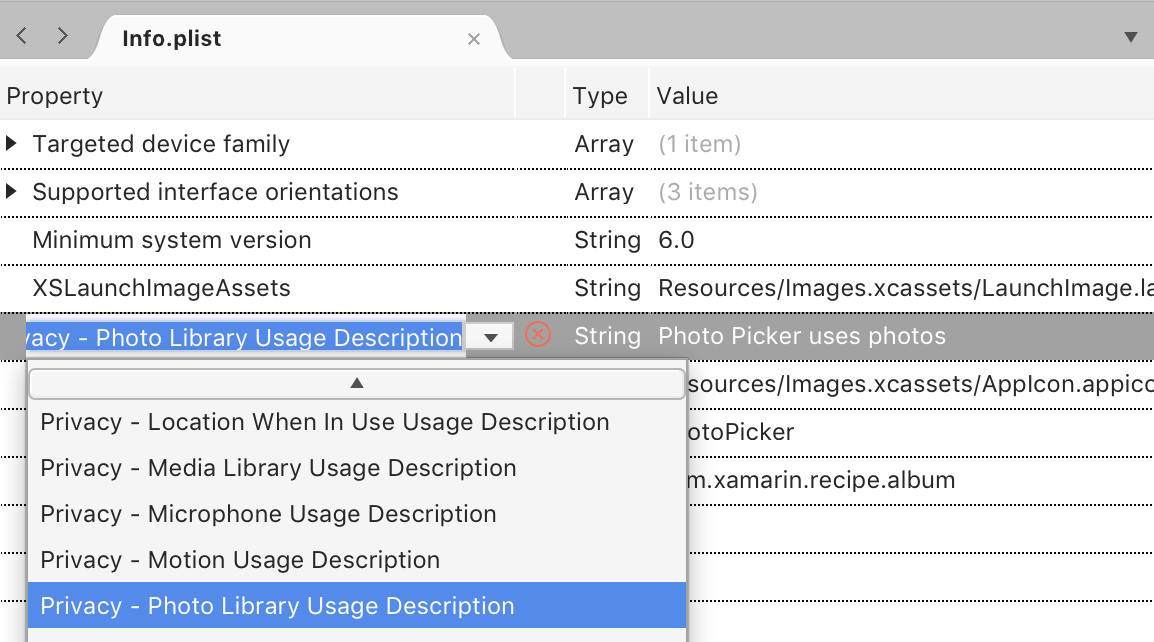 Info.plist
Property Type Value
Targeted device family Array (1 item)
Supported interface orientations Array (3 items)
Minimum system version String 6.0
XSLaunchImageAssets String Resources/Images.xcassets/LaunchImage.la
vacy - Photo Library Usage Description String Photo Picker uses photos
sources/Images.xcassets/AppIcon.appico
Privacy - Location When In Use Usage Description
otoPicker
Privacy - Media Library Usage Description
m.xamarin.recipe.album
Privacy - Microphone Usage Description
Privacy - Motion Usage Description
Privacy - Photo Library Usage Description